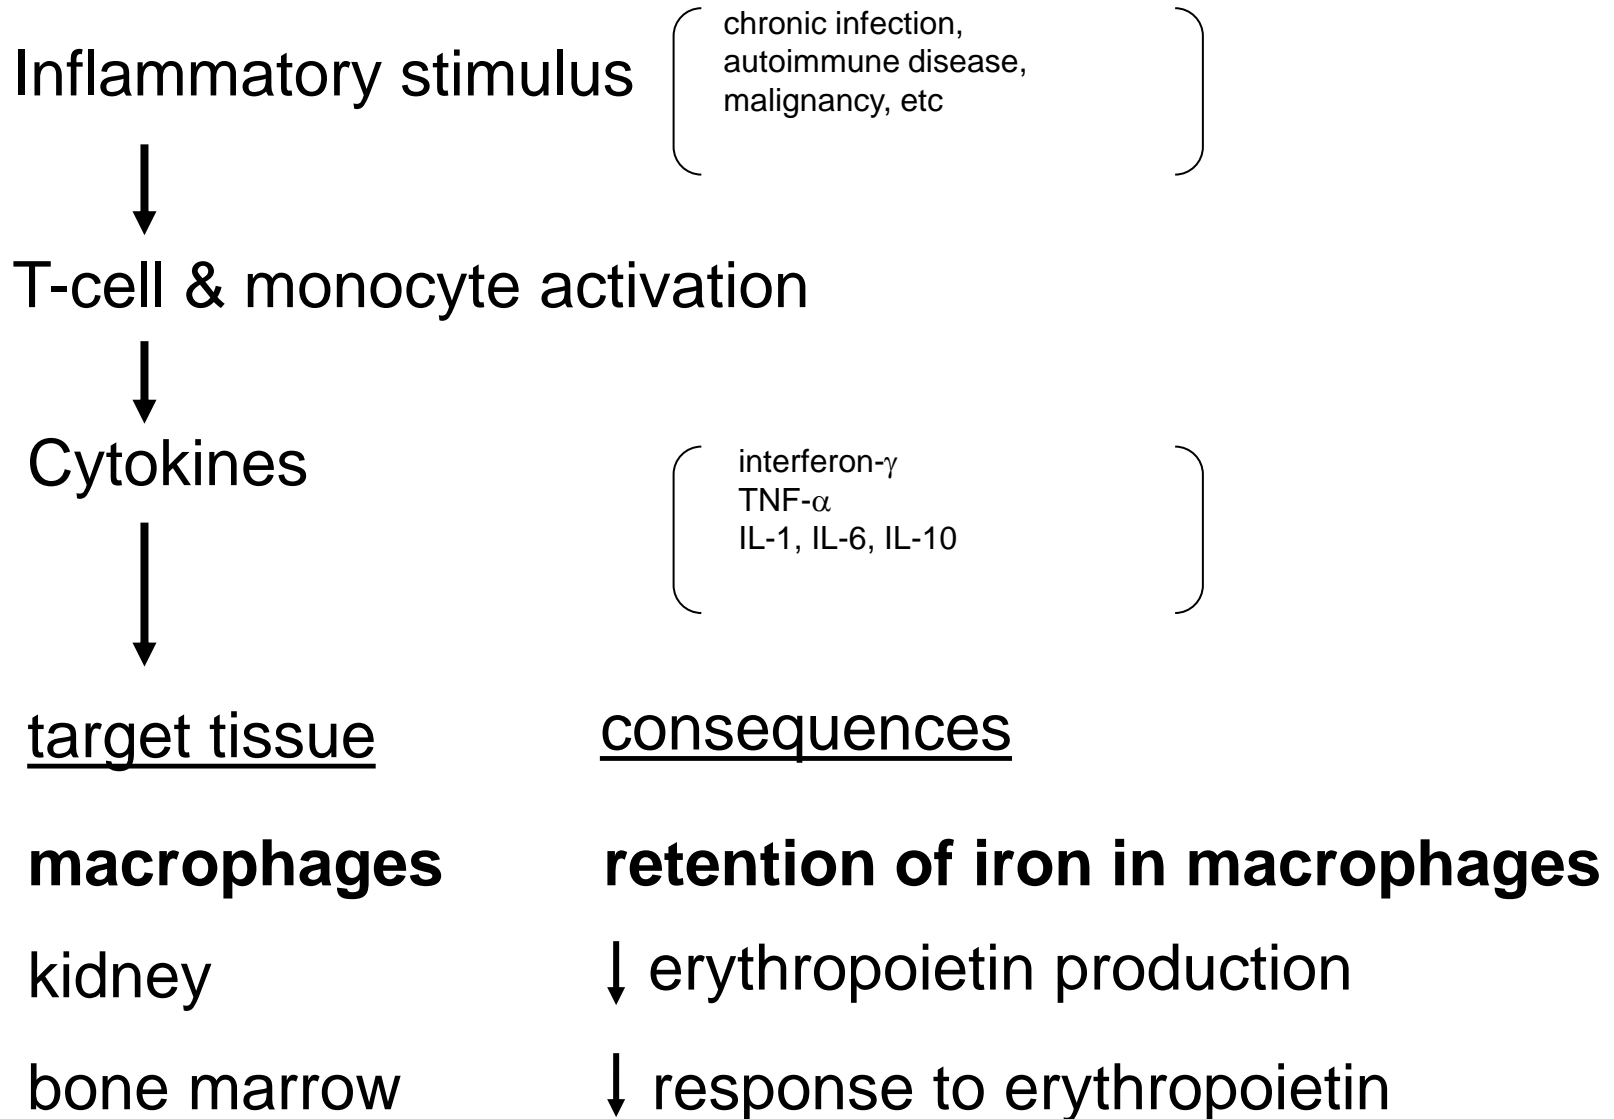 Inflammatory stimulus
chronic infection,
autoimmune disease,
malignancy, etc
T-cell & monocyte activation
Cytokines
interferon-γ
TNF-α
IL-1, IL-6, IL-10
target tissue consequences
macrophages retention of iron in macrophages
kidney ↓ erythropoietin production
bone marrow ↓ response to erythropoietin